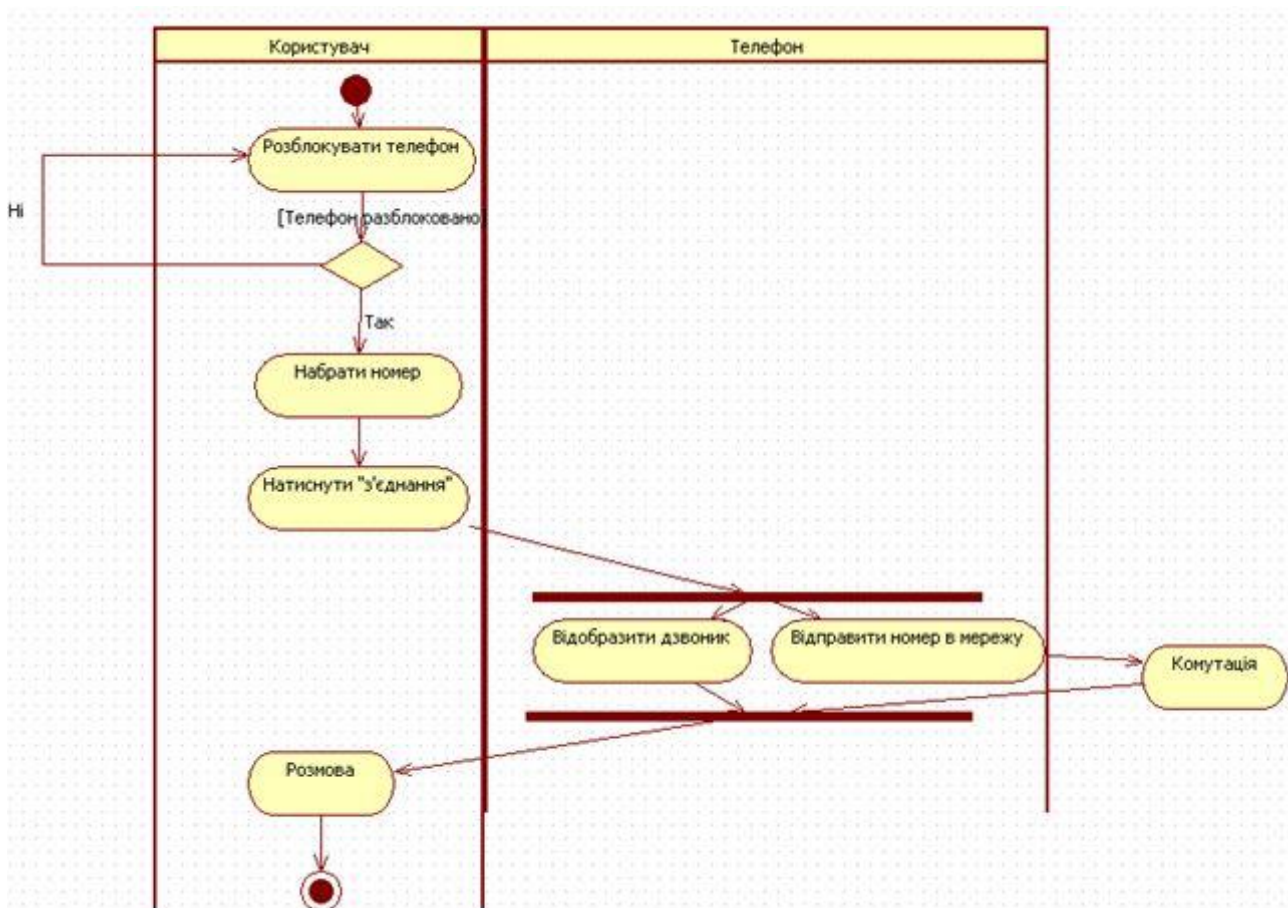 Користувач
Телефон
Розблокувати телефон
Ні
[Телефон разблоковано]
Так
Набрати номер
Натиснути "з'єднання"
Відобразити дзвоник
Відправити номер в мережу
Комутація
Розмова